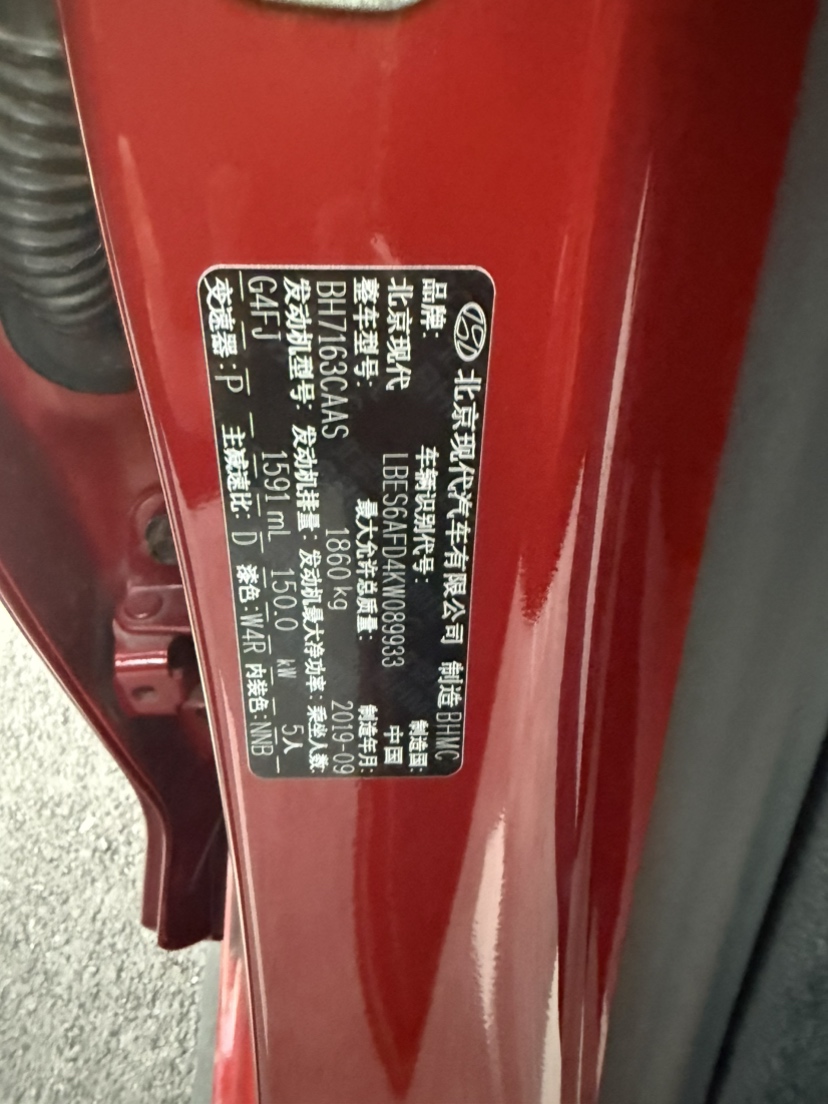 北京现代汽车有限公司 制造 BHMC
品牌: 车辆识别代号: 制造国:
北京现代 LBES6AFD4KW089933 中国
整车型号: 最大允许总质量: 制造年月:
BH7163CAAS 1860 kg 2019-09
发动机型号: 发动机排量: 发动机最大净功率: 乘坐人数:
G4FJ 1591 mL 150.0 kW 5人
变速器: P 主减速比: D 漆色: W4R 内装色: NNB